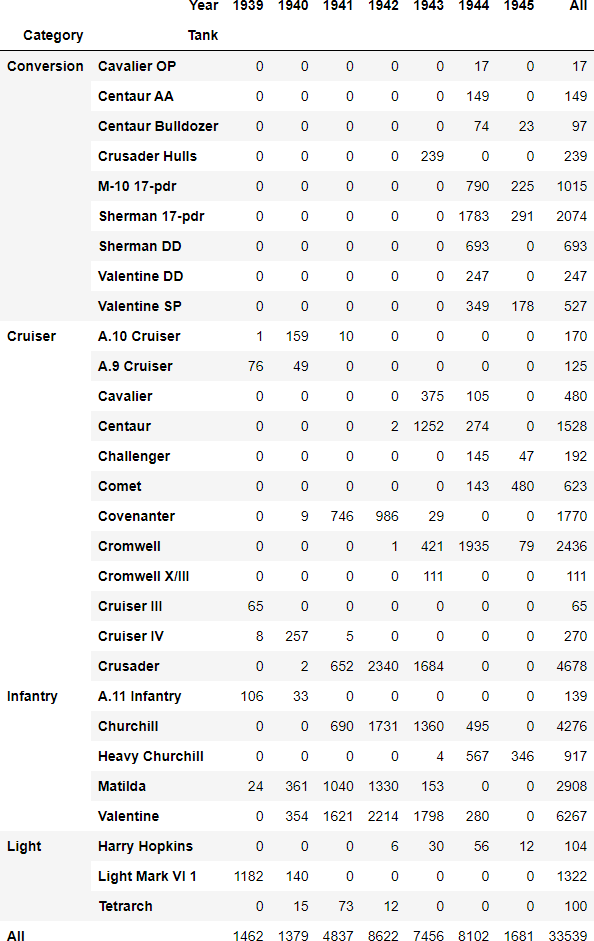 Year 1939 1940 1941 1942 1943 1944 1945 All
Category Tank
Conversion Cavalier OP 0 0 0 0 0 17 0 17
Centaur AA 0 0 0 0 0 149 0 149
Centaur Bulldozer 0 0 0 0 0 74 23 97
Crusader Hulls 0 0 0 0 239 0 0 239
M-10 17-pdr 0 0 0 0 0 790 225 1015
Sherman 17-pdr 0 0 0 0 0 1783 291 2074
Sherman DD 0 0 0 0 0 693 0 693
Valentine DD 0 0 0 0 0 247 0 247
Valentine SP 0 0 0 0 0 349 178 527
Cruiser A.10 Cruiser 1 159 10 0 0 0 0 170
A.9 Cruiser 76 49 0 0 0 0 0 125
Cavalier 0 0 0 0 375 105 0 480
Centaur 0 0 0 2 1252 274 0 1528
Challenger 0 0 0 0 0 145 47 192
Comet 0 0 0 0 0 143 480 623
Covenanter 0 9 746 986 29 0 0 1770
Cromwell 0 0 0 1 421 1935 79 2436
Cromwell X/III 0 0 0 0 111 0 0 111
Cruiser III 65 0 0 0 0 0 0 65
Cruiser IV 8 257 5 0 0 0 0 270
Crusader 0 2 652 2340 1684 0 0 4678
Infantry A.11 Infantry 106 33 0 0 0 0 0 139
Churchill 0 0 690 1731 1360 495 0 4276
Heavy Churchill 0 0 0 0 4 567 346 917
Matilda 24 361 1040 1330 153 0 0 2908
Valentine 0 354 1621 2214 1798 280 0 6267
Light Harry Hopkins 0 0 0 6 30 56 12 104
Light Mark VI 1 1182 140 0 0 0 0 0 1322
Tetrarch 0 15 73 12 0 0 0 100
All 1462 1379 4837 8622 7456 8102 1681 33539